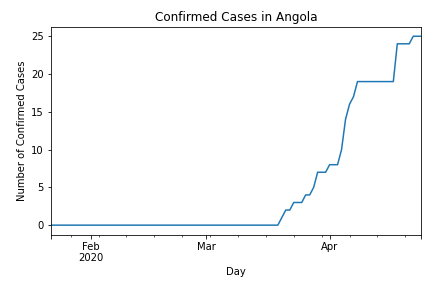 Confirmed Cases in Angola
25
20
15
10
5
0
Number of Confirmed Cases
Feb
2020
Mar
Apr
Day